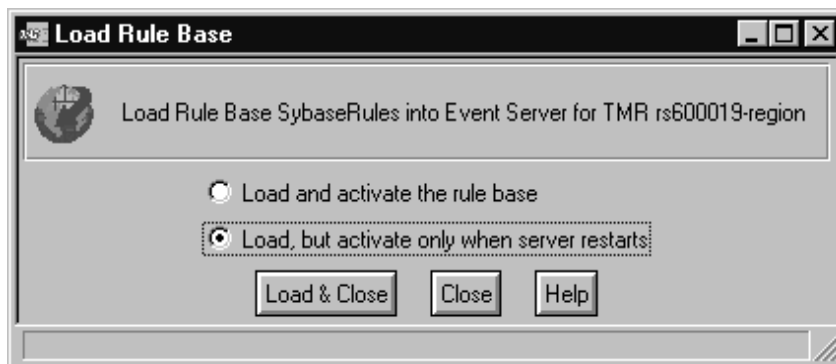 Load Rule Base
Load Rule Base SybaseRules into Event Server for TMR rs600019-region
Load and activate the rule base
Load, but activate only when server restarts
Load & Close Close Help